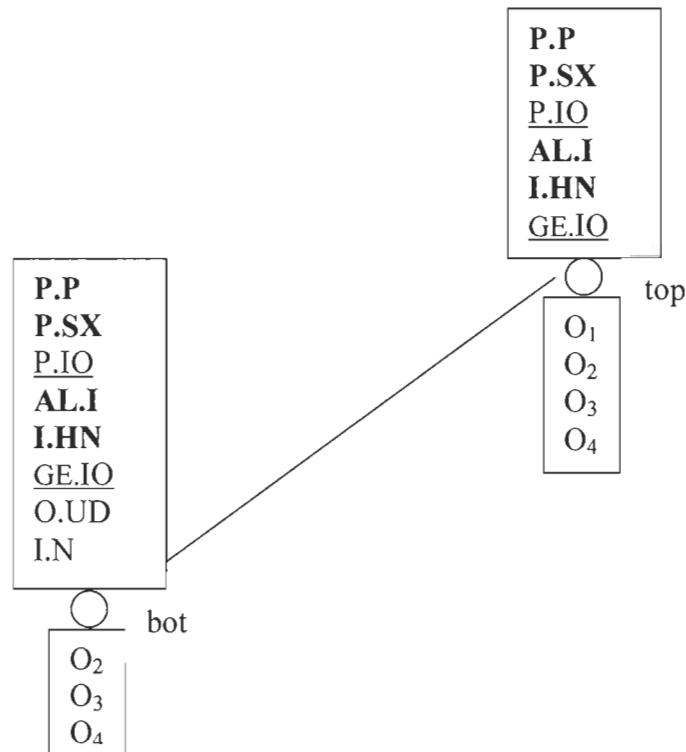 P.P
P.SX
P.IO
AL.I
I.HN
GE.IO
top
O₁
O₂
O₃
O₄
P.P
P.SX
P.IO
AL.I
I.HN
GE.IO
O.UD
I.N
bot
O₂
O₃
O₄